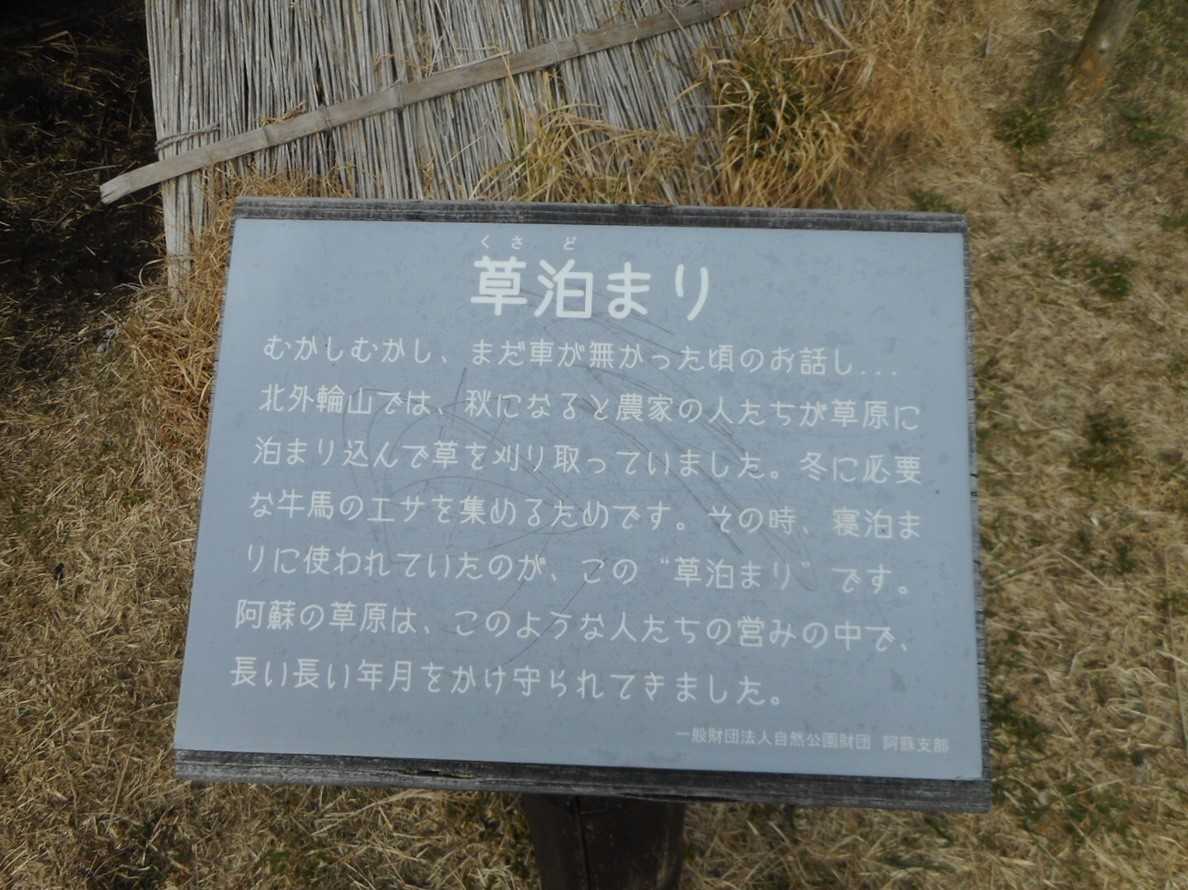 くさど
草泊まり
むかしむかし、まだ車が無かった頃のお話し...
北外輪山では、秋になると農家の人たちが草原に
泊まり込んで草を刈り取っていました。冬に必要
な牛馬のエサを集めるためです。その時、寝泊ま
りに使われていたのが、この“草泊まり”です。
阿蘇の草原は、このような人たちの営みの中で、
長い長い年月をかけ守られてきました。
一般財団法人自然公園財団 阿蘇支部